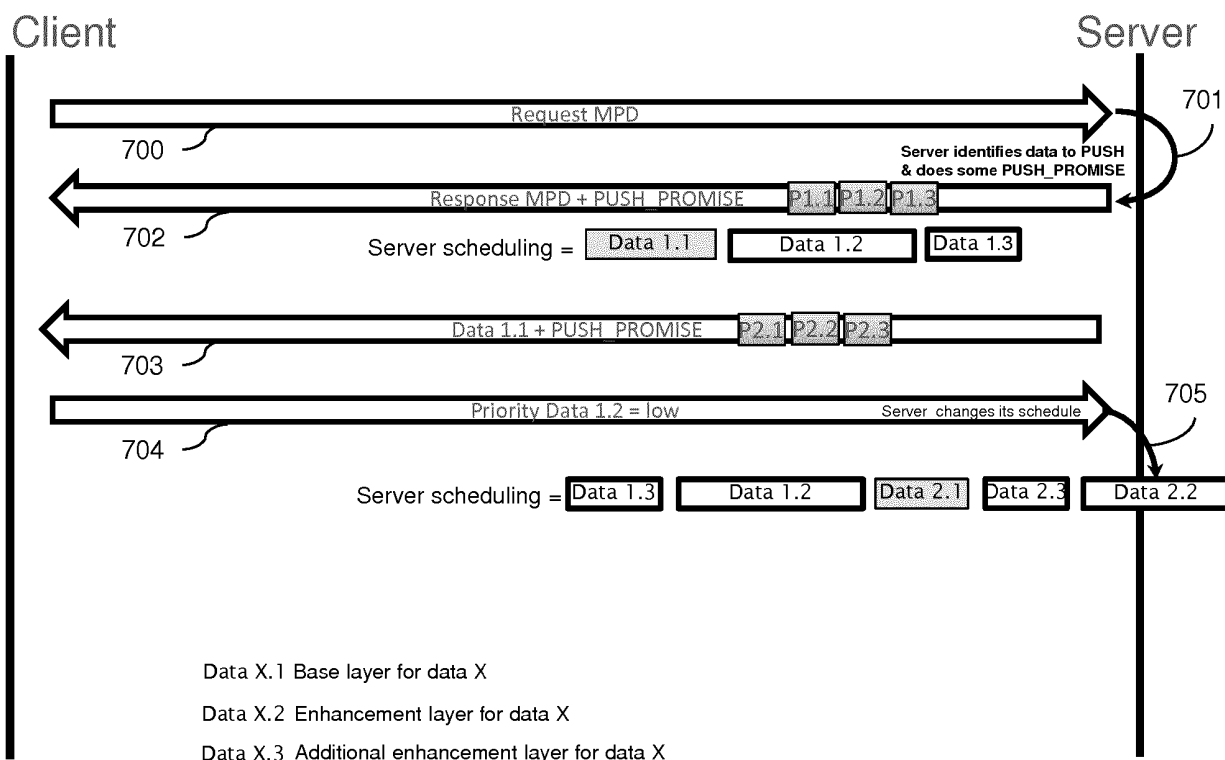 Client
Server
Request MPD
700
701
Server identifies data to PUSH
& does some PUSH_PROMISE
Response MPD + PUSH_PROMISE P1.1 P1.2 P1.3
702
Server scheduling = Data 1.1 Data 1.2 Data 1.3
Data 1.1 + PUSH_PROMISE P2.1 P2.2 P2.3
703
Priority Data 1.2 = low
Server changes its schedule
705
704
Server scheduling = Data 1.3 Data 1.2 Data 2.1 Data 2.3 Data 2.2
Data X.1 Base layer for data X
Data X.2 Enhancement layer for data X
Data X.3 Additional enhancement layer for data X